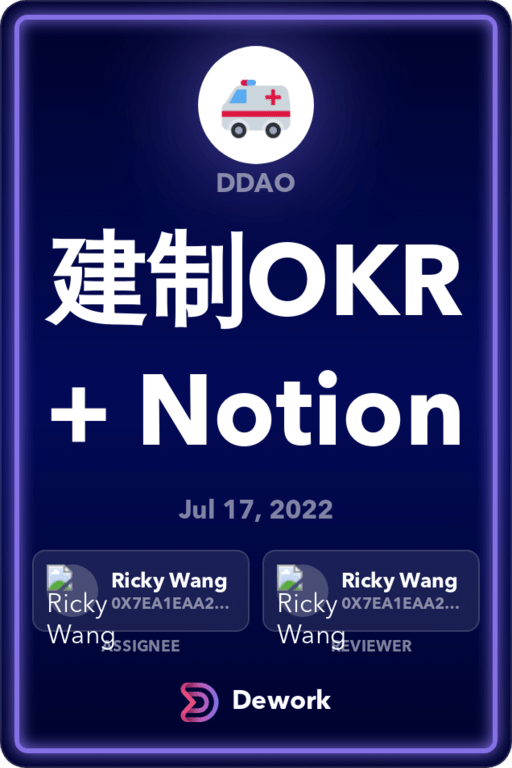 DDAO
建制OKR
+ Notion
Jul 17, 2022
Ricky Wang
0X7EA1EAA2...
Ricky
Wang
ASSIGNEE
Ricky Wang
0X7EA1EAA2...
Ricky
Wang
REVIEWER
Dework